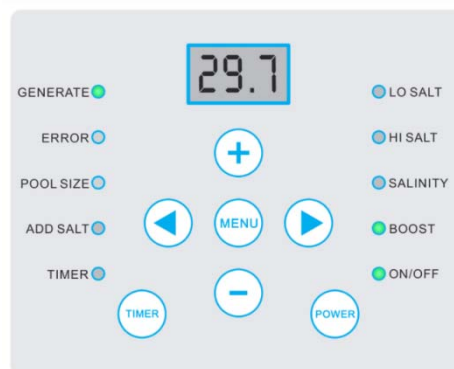 29.7
GENERATE
LO SALT
ERROR
HI SALT
+
POOL SIZE
SALINITY
ADD SALT
MENU
BOOST
TIMER
ON/OFF
−
TIMER
POWER